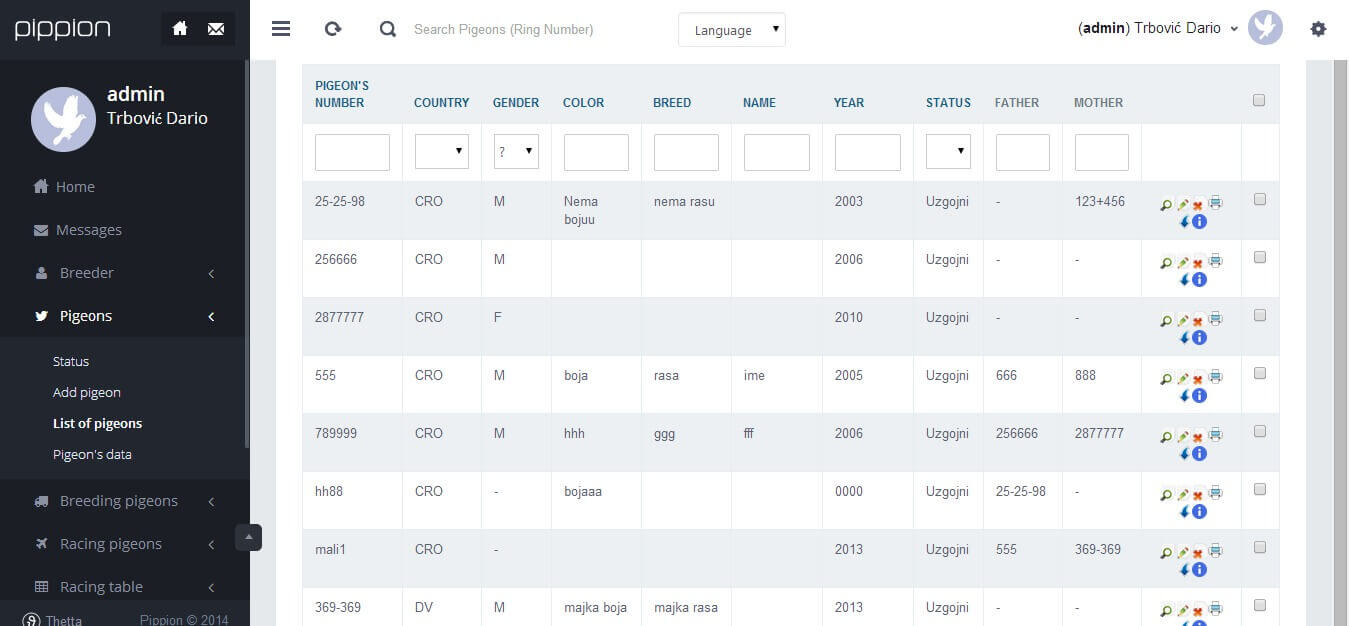 pippion
Search Pigeons (Ring Number)
Language
(admin) Trbović Dario
admin
Trbović Dario
Home
Messages
Breeder
Pigeons
Status
Add pigeon
List of pigeons
Pigeon's data
Breeding pigeons
Racing pigeons
Racing table
Thetta Pippion © 2014
PIGEON'S NUMBER COUNTRY GENDER COLOR BREED NAME YEAR STATUS FATHER MOTHER
?
25-25-98 CRO M Nema bojuu nema rasu 2003 Uzgojni - 123+456
256666 CRO M 2006 Uzgojni - -
2877777 CRO F 2010 Uzgojni - -
555 CRO M boja rasa ime 2005 Uzgojni 666 888
789999 CRO M hhh ggg fff 2006 Uzgojni 256666 2877777
hh88 CRO - bojaaa 0000 Uzgojni 25-25-98 -
mali1 CRO - 2013 Uzgojni 555 369-369
369-369 DV M majka boja majka rasa 2013 Uzgojni - -